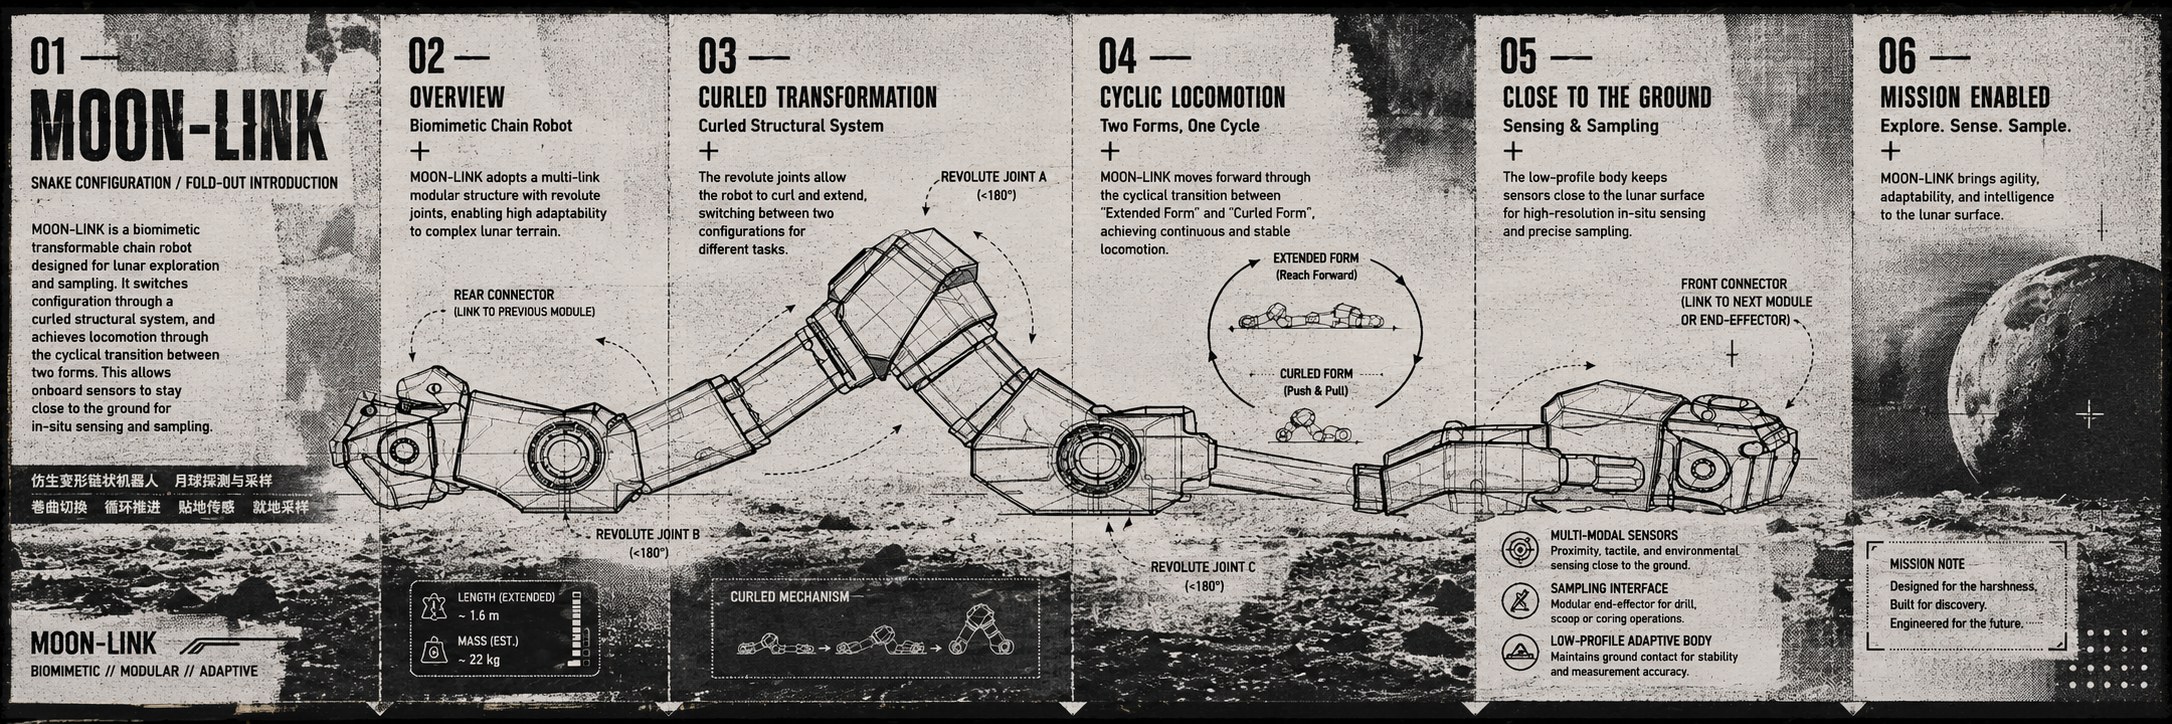 01 —
MOON-LINK
SNAKE CONFIGURATION / FOLD-OUT INTRODUCTION
MOON-LINK is a biomimetic
transformable chain robot
designed for lunar exploration
and sampling. It switches
configuration through a
curled structural system, and
achieves locomotion through
the cyclical transition between
two forms. This allows
onboard sensors to stay
close to the ground for
in-situ sensing and sampling.
仿生变形链状机器人 月球探测与采样
卷曲切换 循环推进 贴地传感 就地采样
MOON-LINK
BIOMIMETIC // MODULAR // ADAPTIVE
02 —
OVERVIEW
Biomimetic Chain Robot
+
MOON-LINK adopts a multi-link
modular structure with revolute
joints, enabling high adaptability
to complex lunar terrain.
REAR CONNECTOR
(LINK TO PREVIOUS MODULE)
REVOLUTE JOINT B
(<180°)
LENGTH (EXTENDED)
~ 1.6 m
MASS (EST.)
~ 22 kg
03 —
CURLED TRANSFORMATION
Curled Structural System
+
The revolute joints allow
the robot to curl and extend,
switching between two
configurations for
different tasks.
REVOLUTE JOINT A
(<180°)
CURLED MECHANISM
04 —
CYCLIC LOCOMOTION
Two Forms, One Cycle
+
MOON-LINK moves forward through
the cyclical transition between
"Extended Form" and "Curled Form",
achieving continuous and stable
locomotion.
EXTENDED FORM
(Reach Forward)
CURLED FORM
(Push & Pull)
REVOLUTE JOINT C
(<180°)
05 —
CLOSE TO THE GROUND
Sensing & Sampling
+
The low-profile body keeps
sensors close to the lunar surface
for high-resolution in-situ sensing
and precise sampling.
FRONT CONNECTOR
(LINK TO NEXT MODULE
OR END-EFFECTOR)
MULTI-MODAL SENSORS
Proximity, tactile, and environmental
sensing close to the ground.
SAMPLING INTERFACE
Modular end-effector for drill,
scoop or coring operations.
LOW-PROFILE ADAPTIVE BODY
Maintains ground contact for stability
and measurement accuracy.
06 —
MISSION ENABLED
Explore. Sense. Sample.
+
MOON-LINK brings agility,
adaptability, and intelligence
to the lunar surface.
MISSION NOTE
Designed for the harshness.
Built for discovery.
Engineered for the future.